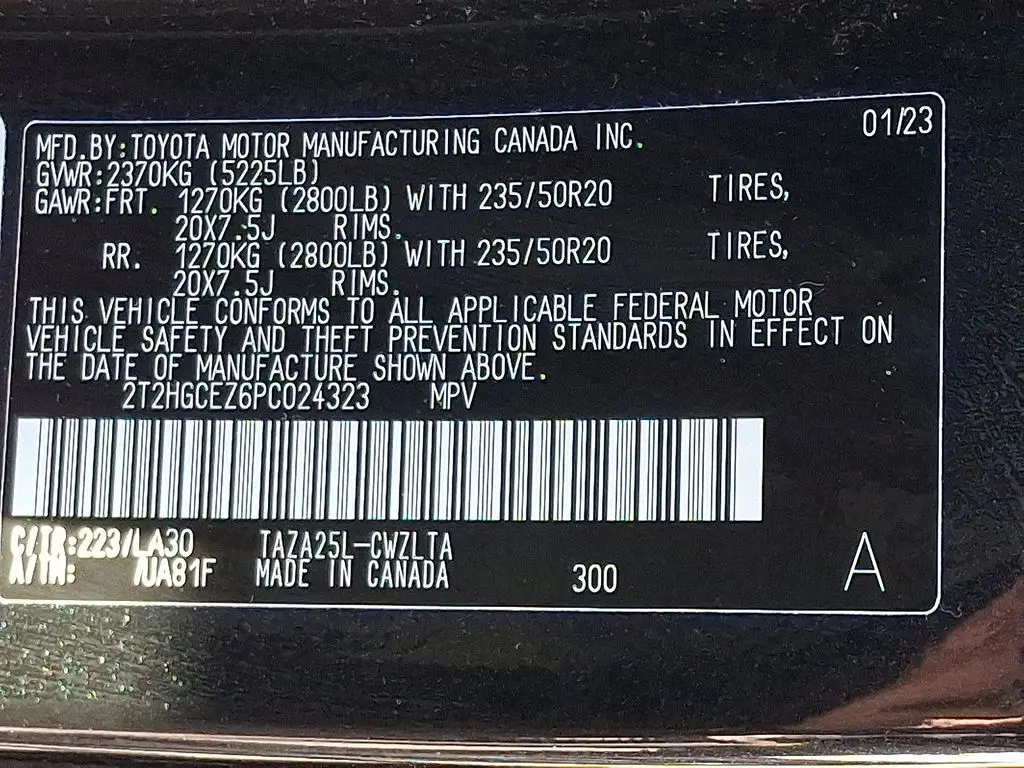 01/23
MFD.BY:TOYOTA MOTOR MANUFACTURING CANADA INC.
GVWR:2370KG (5225LB)
GAWR:FRT. 1270KG (2800LB) WITH 235/50R20 TIRES,
20X7.5J RIMS.
RR. 1270KG (2800LB) WITH 235/50R20 TIRES,
20X7.5J RIMS.
THIS VEHICLE CONFORMS TO ALL APPLICABLE FEDERAL MOTOR
VEHICLE SAFETY AND THEFT PREVENTION STANDARDS IN EFFECT ON
THE DATE OF MANUFACTURE SHOWN ABOVE.
2T2HGCEZ6PC024323 MPV
C/TR:223/LA30 TAZA25L-CWZLTA
A/TM: /UA81F MADE IN CANADA 300 A